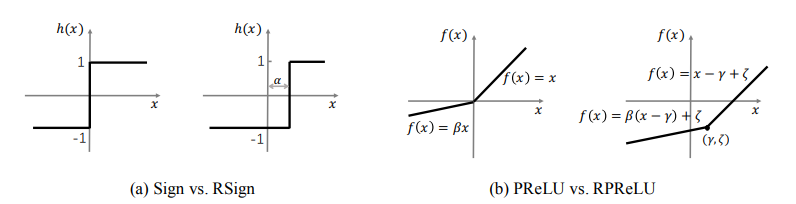 h(x)
1
x
-1
h(x)
1
α
x
-1
(a) Sign vs. RSign
f(x)
f(x) = x
x
f(x) = βx
f(x)
f(x) = x − γ + ζ
f(x) = β(x − γ) + ζ
x
(γ,ζ)
(b) PReLU vs. RPReLU